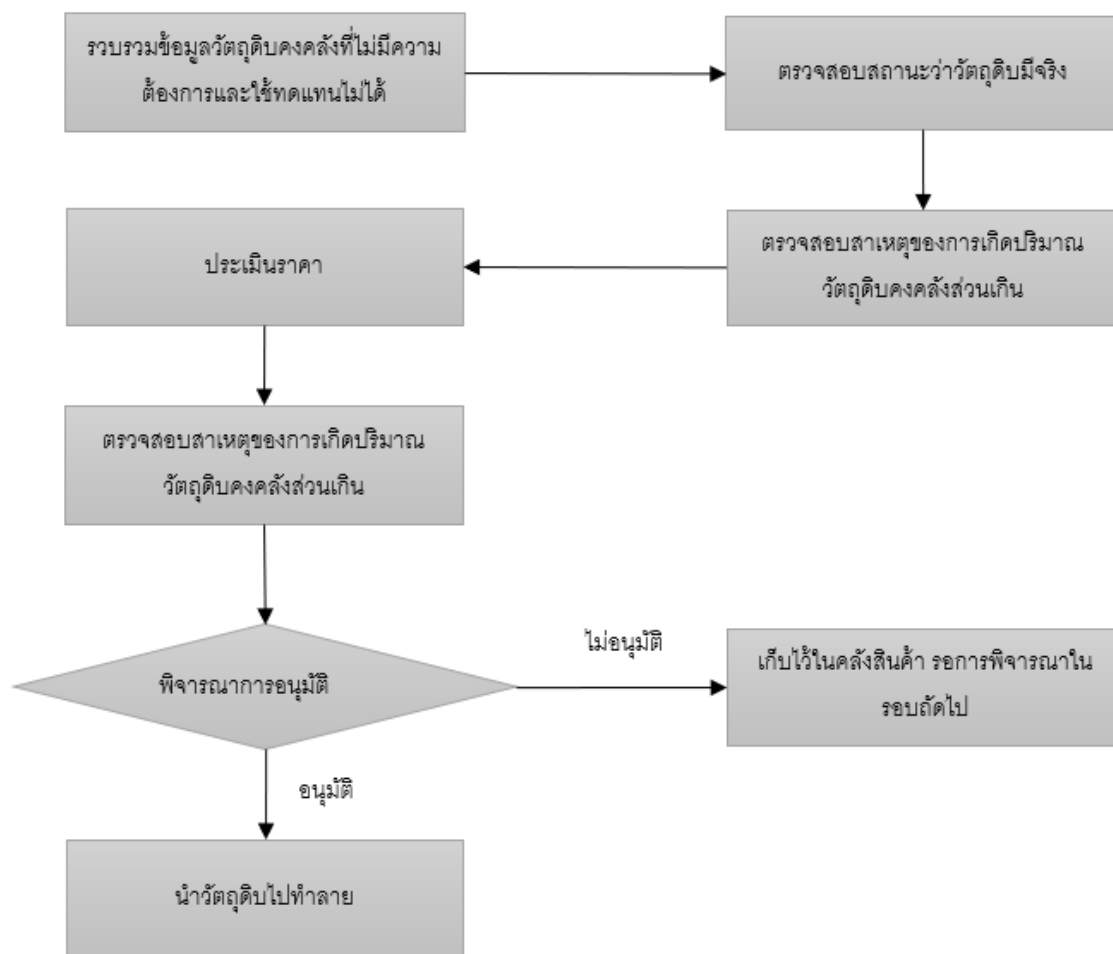 รวบรวมข้อมูลวัตถุดิบคงคลังที่ไม่มีความ
ต้องการและใช้ทดแทนไม่ได้
ตรวจสอบสถานะว่าวัตถุดิบมีจริง
ตรวจสอบสาเหตุของการเกิดปริมาณ
วัตถุดิบคงคลังส่วนเกิน
ประเมินราคา
ตรวจสอบสาเหตุของการเกิดปริมาณ
วัตถุดิบคงคลังส่วนเกิน
พิจารณาการอนุมัติ
ไม่อนุมัติ
เก็บไว้ในคลังสินค้า รอการพิจารณาใน
รอบถัดไป
อนุมัติ
นำวัตถุดิบไปทำลาย